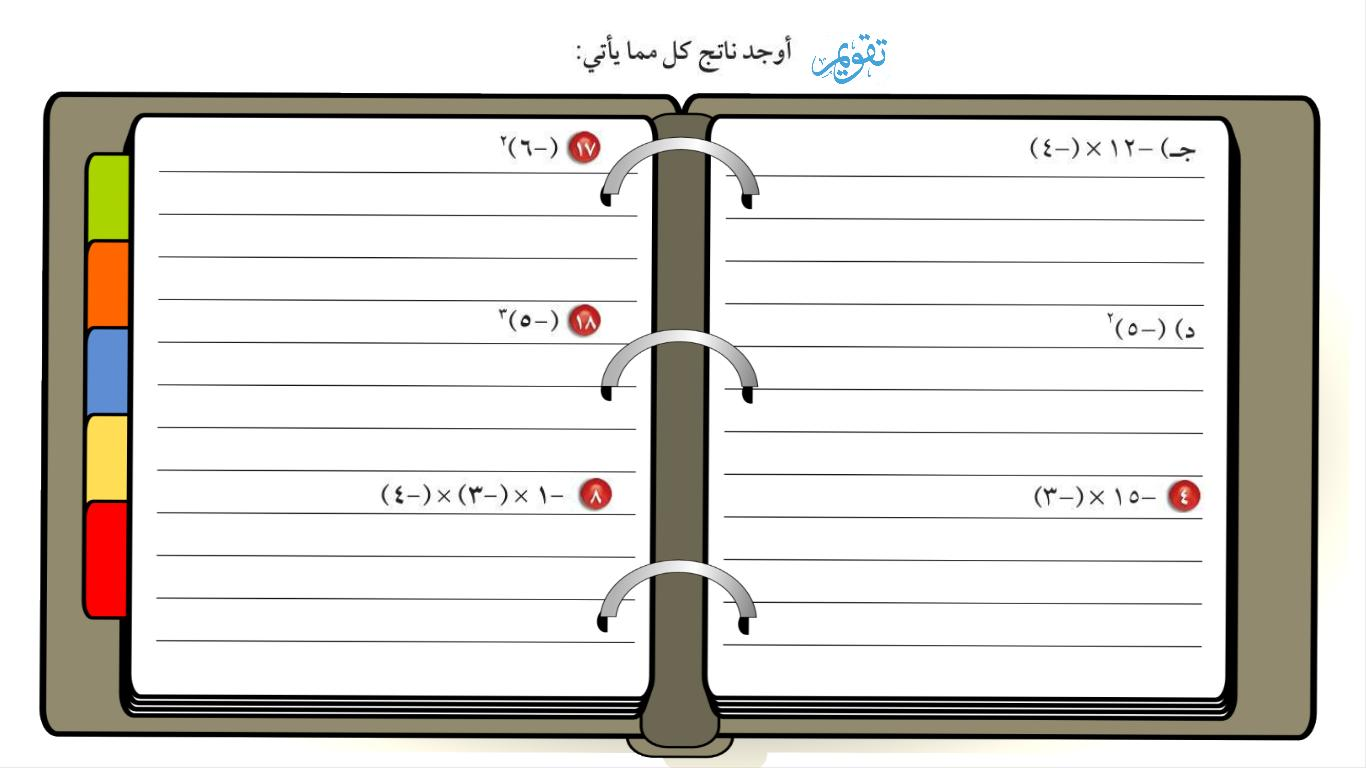 تقويم أوجد ناتج كل مما يأتي:
جـ) –١٢ × (–٤)
د) (–٥)٢
٤ –١٥ × (–٣)
١٧ (–٦)٢
١٨ (–٥)٣
٨ –١ × (–٣) × (–٤)